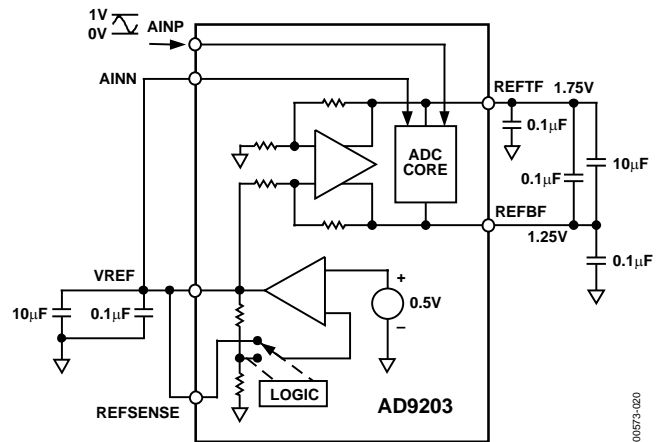 1V
0V
AINP
AINN
REFTF 1.75V
0.1μF
ADC
CORE
0.1μF
10μF
REFBF
1.25V
VREF
0.1μF
+
10μF
0.1μF
0.5V
–
LOGIC
REFSENSE
AD9203
00573-020